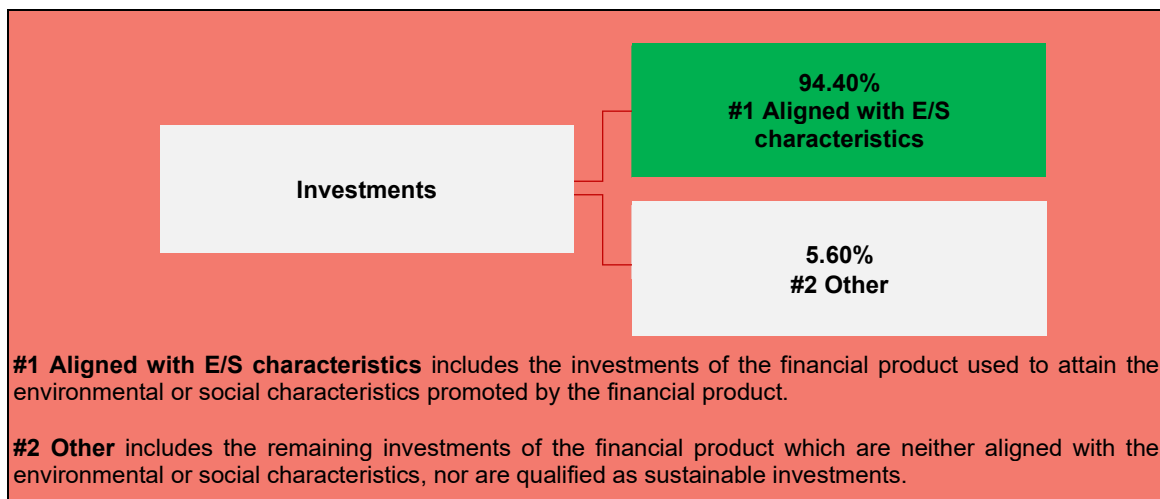 94.40%
#1 Aligned with E/S
characteristics
Investments
5.60%
#2 Other
#1 Aligned with E/S characteristics includes the investments of the financial product used to attain the
environmental or social characteristics promoted by the financial product.
#2 Other includes the remaining investments of the financial product which are neither aligned with the
environmental or social characteristics, nor are qualified as sustainable investments.